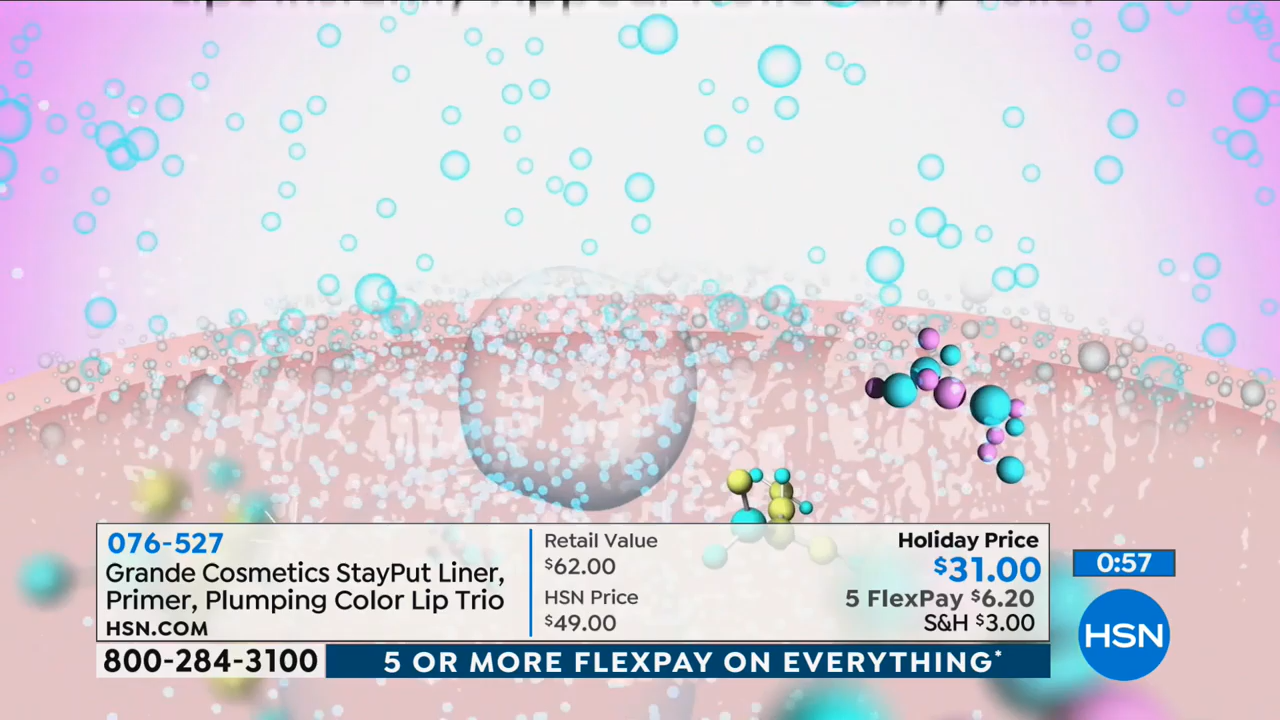 076-527
Grande Cosmetics StayPut Liner,
Primer, Plumping Color Lip Trio
HSN.COM
Retail Value
$62.00
HSN Price
$49.00
Holiday Price
$31.00
5 FlexPay $6.20
S&H $3.00
0:57
HSN
800-284-3100
5 OR MORE FLEXPAY ON EVERYTHING*